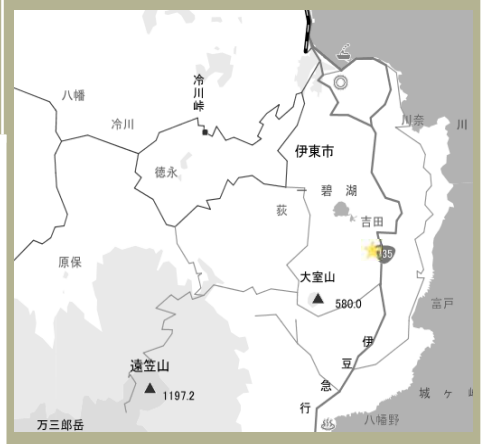 八幡
冷川
冷川峠
徳永
伊東市
川奈
川
一碧湖
荻
吉田
135
原保
大室山
580.0
富戸
遠笠山
1197.2
伊豆急行
城ヶ崎
八幡野
万三郎岳